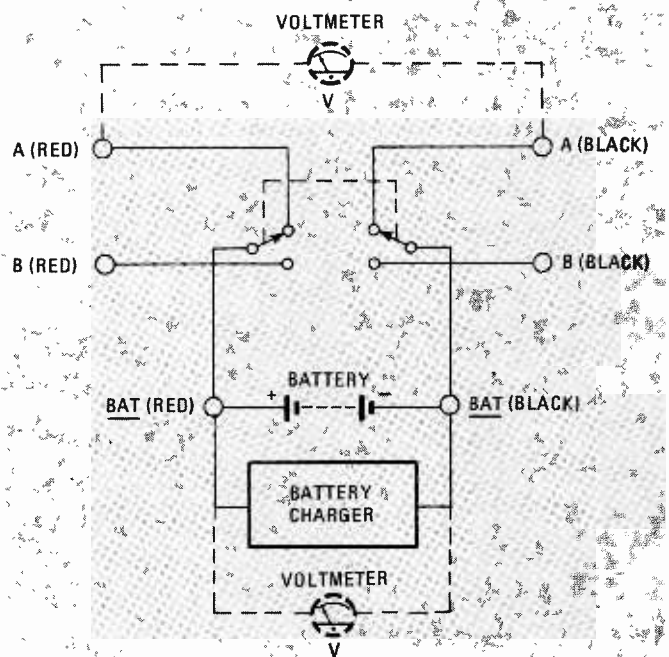 VOLTMETER
V
A (RED)
A (BLACK)
B (RED)
B (BLACK)
BATTERY
+
−
BAT (RED)
BAT (BLACK)
BATTERY
CHARGER
VOLTMETER
V